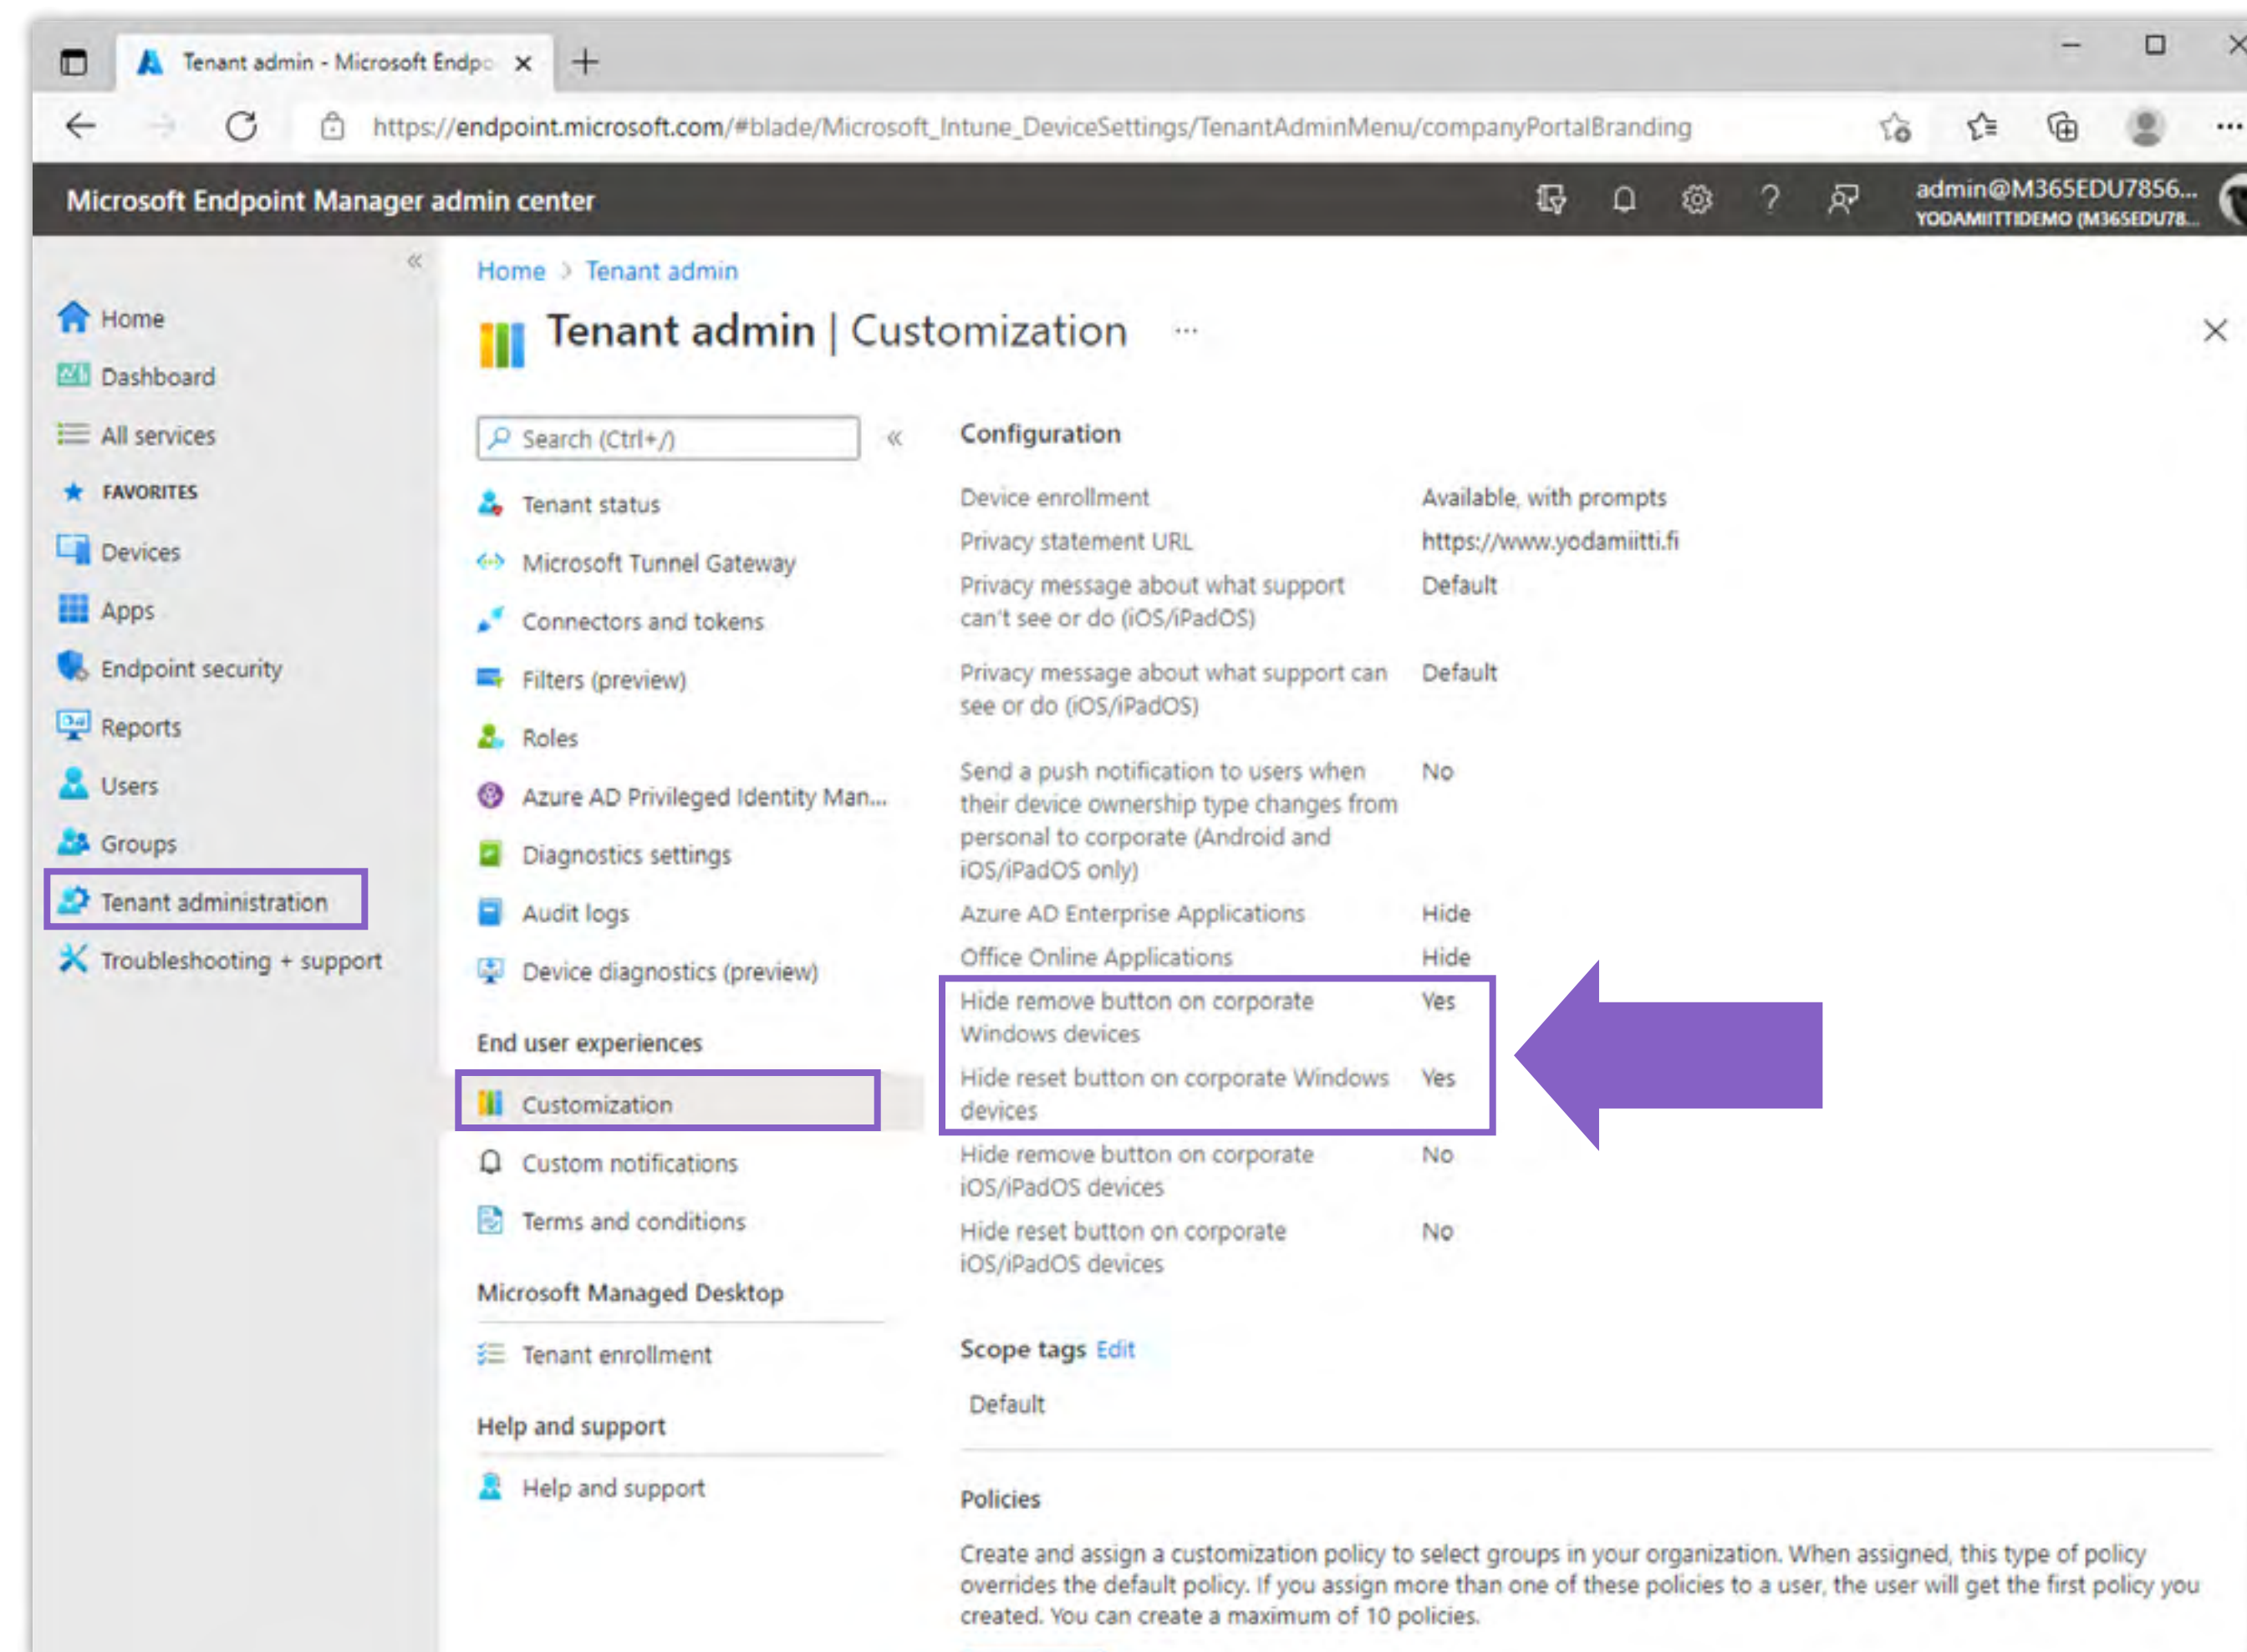 Tenant admin - Microsoft Endpo
https://endpoint.microsoft.com/#blade/Microsoft_Intune_DeviceSettings/TenantAdminMenu/companyPortalBranding
Microsoft Endpoint Manager admin center
admin@M365EDU7856...
YODAMIITTIDEMO (M365EDU78...
Home
Dashboard
All services
FAVORITES
Devices
Apps
Endpoint security
Reports
Users
Groups
Tenant administration
Troubleshooting + support
Home > Tenant admin
Tenant admin | Customization ...
Search (Ctrl+/)
Tenant status
Microsoft Tunnel Gateway
Connectors and tokens
Filters (preview)
Roles
Azure AD Privileged Identity Man...
Diagnostics settings
Audit logs
Device diagnostics (preview)
End user experiences
Customization
Custom notifications
Terms and conditions
Microsoft Managed Desktop
Tenant enrollment
Help and support
Help and support
Configuration
Device enrollment Available, with prompts
Privacy statement URL https://www.yodamiitti.fi
Privacy message about what support Default
can't see or do (iOS/iPadOS)
Privacy message about what support can Default
see or do (iOS/iPadOS)
Send a push notification to users when No
their device ownership type changes from
personal to corporate (Android and
iOS/iPadOS only)
Azure AD Enterprise Applications Hide
Office Online Applications Hide
Hide remove button on corporate Yes
Windows devices
Hide reset button on corporate Windows Yes
devices
Hide remove button on corporate No
iOS/iPadOS devices
Hide reset button on corporate No
iOS/iPadOS devices
Scope tags Edit
Default
Policies
Create and assign a customization policy to select groups in your organization. When assigned, this type of policy
overrides the default policy. If you assign more than one of these policies to a user, the user will get the first policy you
created. You can create a maximum of 10 policies.